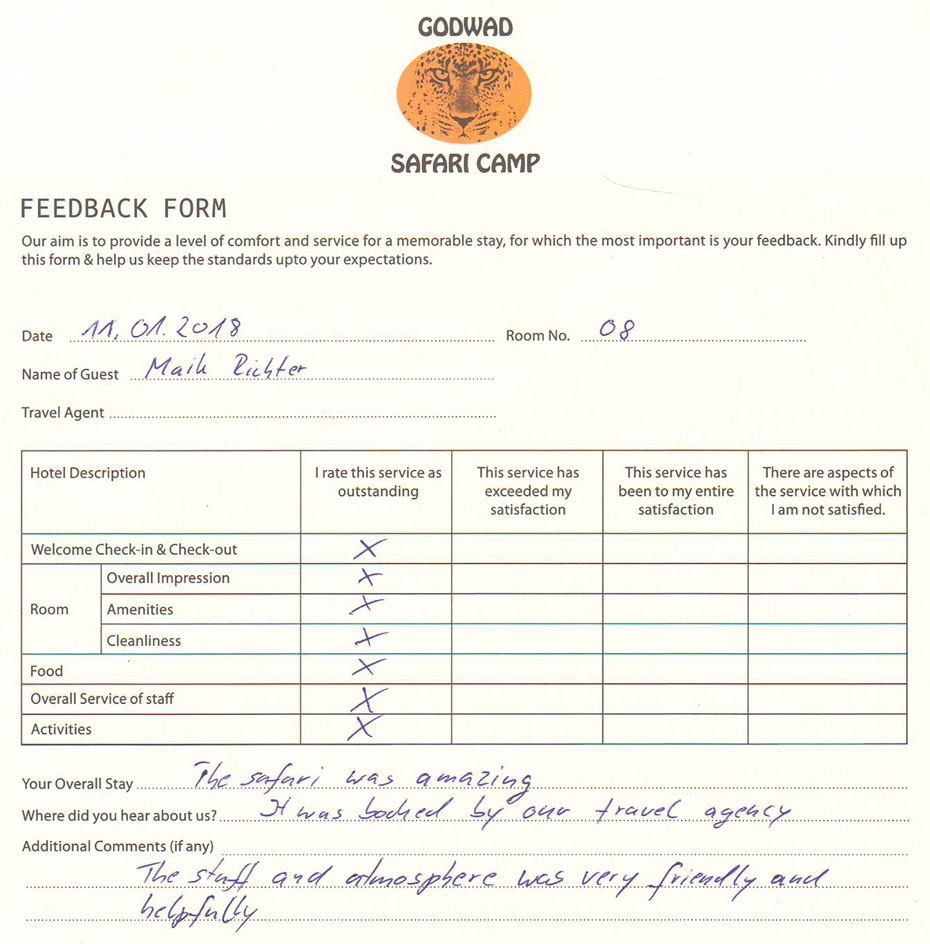 GODWAD
SAFARI CAMP
FEEDBACK FORM
Our aim is to provide a level of comfort and service for a memorable stay, for which the most important is your feedback. Kindly fill up
this form & help us keep the standards upto your expectations.
Date 11.01.2018 Room No. 08
Name of Guest Maik Richter
Travel Agent
Hotel Description I rate this service as outstanding This service has exceeded my satisfaction This service has been to my entire satisfaction There are aspects of the service with which I am not satisfied.
Welcome Check-in & Check-out X
Room Overall Impression X
Amenities X
Cleanliness X
Food X
Overall Service of staff X
Activities X
Your Overall Stay The safari was amazing
Where did you hear about us? It was booked by our travel agency
Additional Comments (if any)
The staff and atmosphere was very friendly and
helpfully